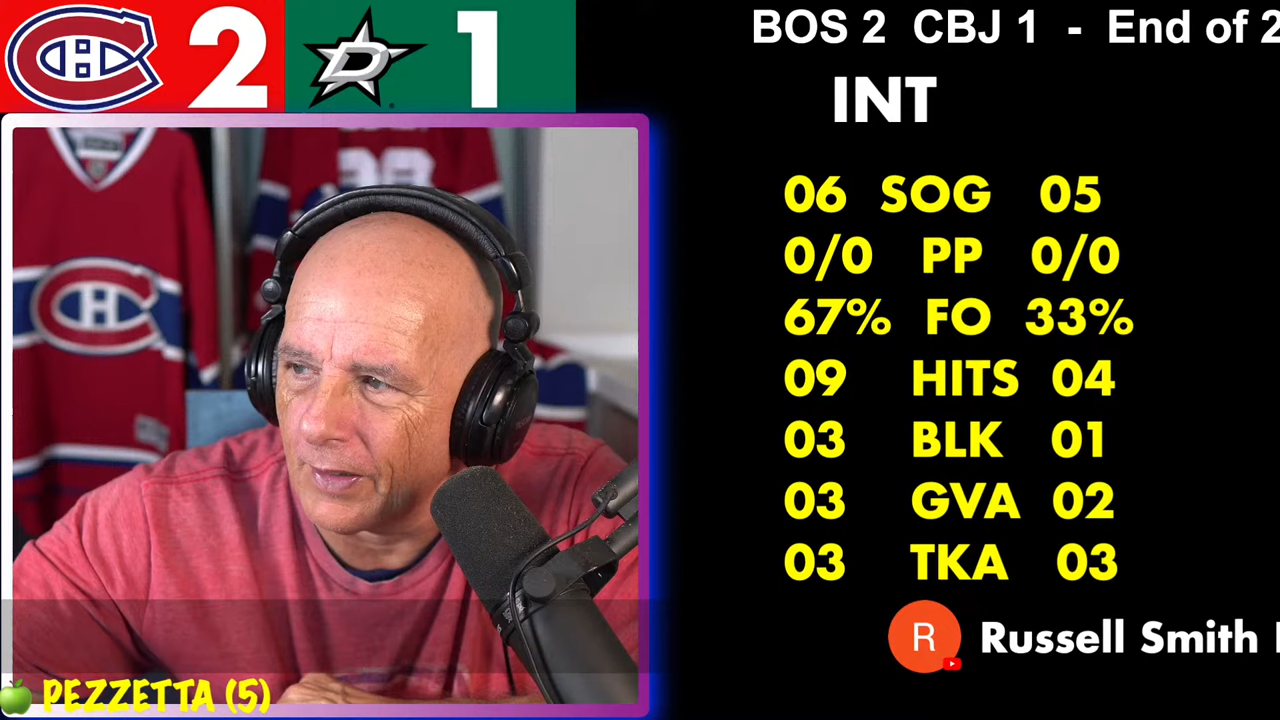 2 1
BOS 2 CBJ 1 - End of 2
INT
06 SOG 05
0/0 PP 0/0
67% FO 33%
09 HITS 04
03 BLK 01
03 GVA 02
03 TKA 03
R Russell Smith
PEZZETTA (5)